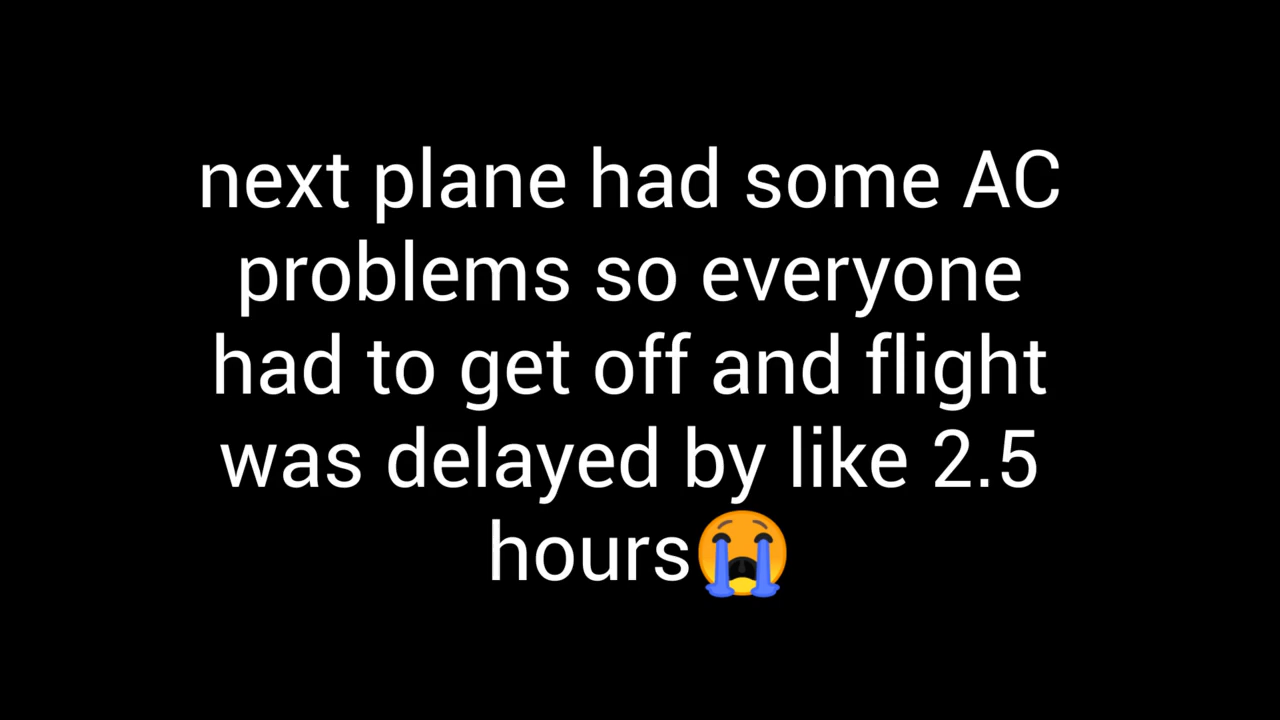 next plane had some AC
problems so everyone
had to get off and flight
was delayed by like 2.5
hours😭